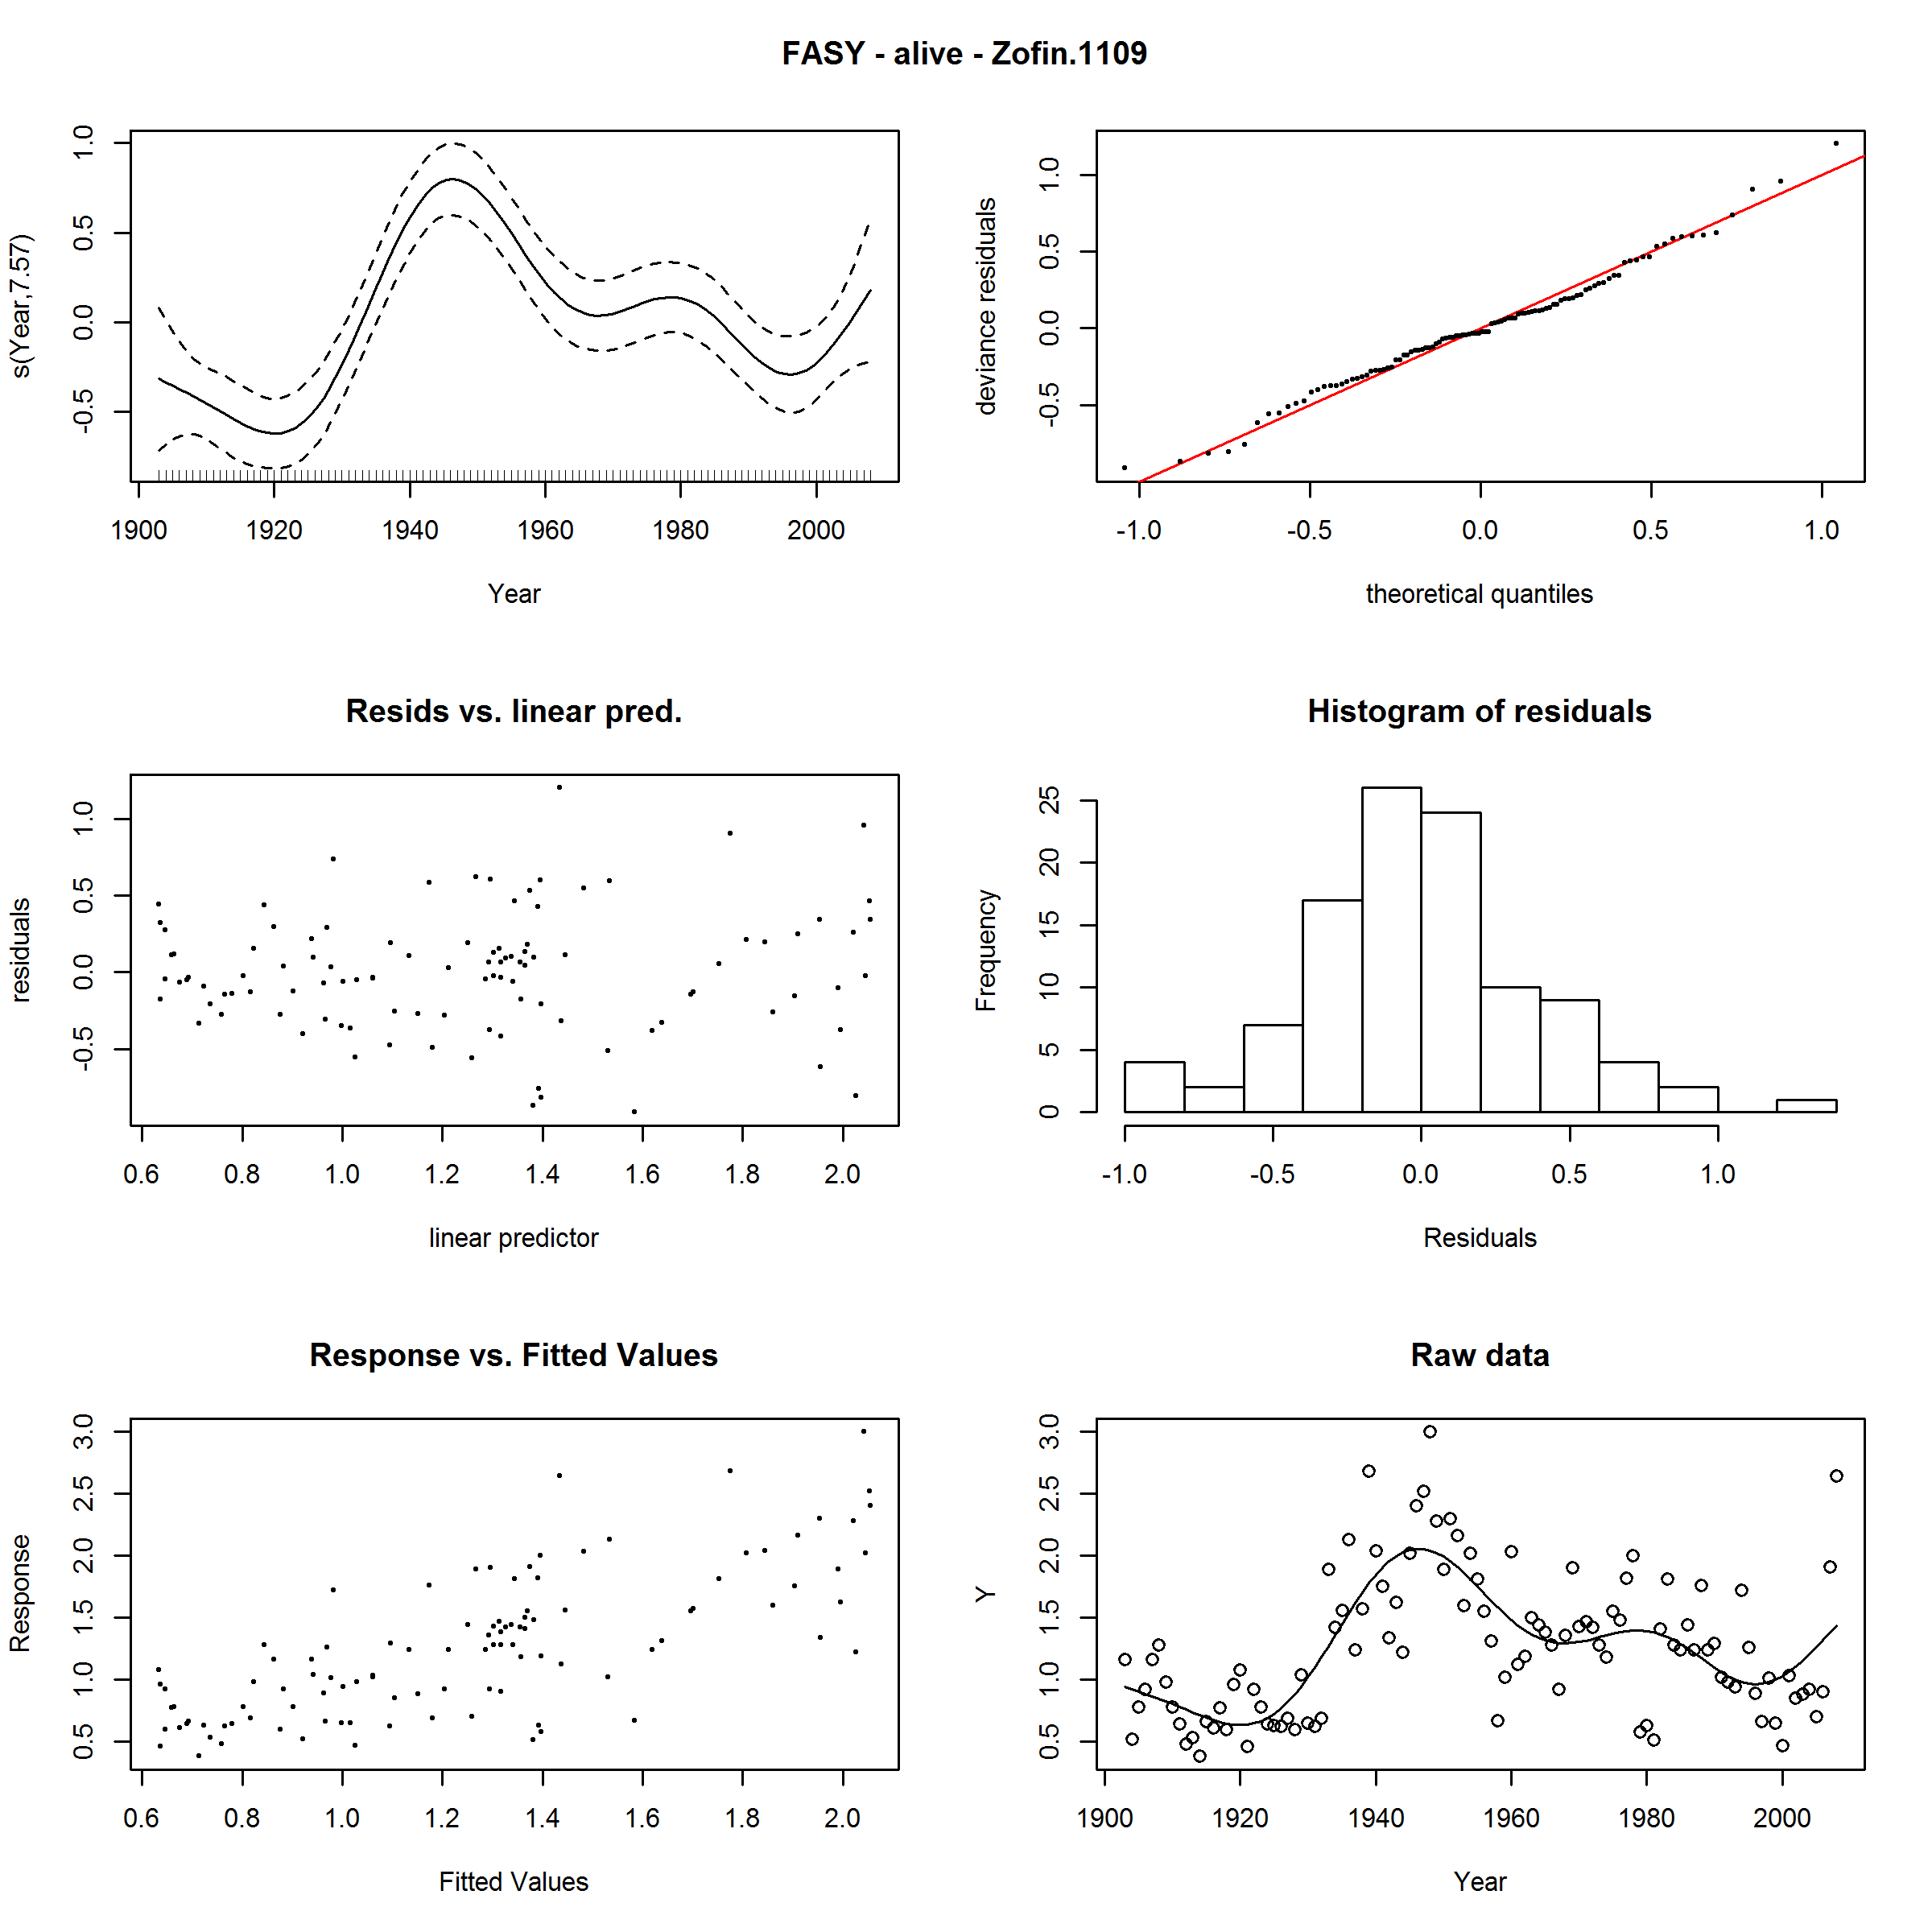 FASY - alive - Zofin.1109
s(Year,7.57)
-0.5 0.0 0.5 1.0
1900 1920 1940 1960 1980 2000
Year
deviance residuals
-0.5 0.0 0.5 1.0
-1.0 -0.5 0.0 0.5 1.0
theoretical quantiles
Resids vs. linear pred.
residuals
-0.5 0.0 0.5 1.0
0.6 0.8 1.0 1.2 1.4 1.6 1.8 2.0
linear predictor
Histogram of residuals
Frequency
0 5 10 15 20 25
-1.0 -0.5 0.0 0.5 1.0
Residuals
Response vs. Fitted Values
Response
0.5 1.0 1.5 2.0 2.5 3.0
0.6 0.8 1.0 1.2 1.4 1.6 1.8 2.0
Fitted Values
Raw data
Y
0.5 1.0 1.5 2.0 2.5 3.0
1900 1920 1940 1960 1980 2000
Year